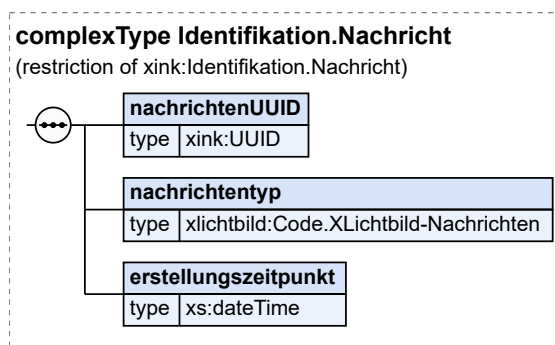 complexType Identifikation.Nachricht
(restriction of xink:Identifikation.Nachricht)
nachrichtenUUID
type xink:UUID
nachrichtentyp
type xlichtbild:Code.XLichtbild-Nachrichten
erstellungszeitpunkt
type xs:dateTime